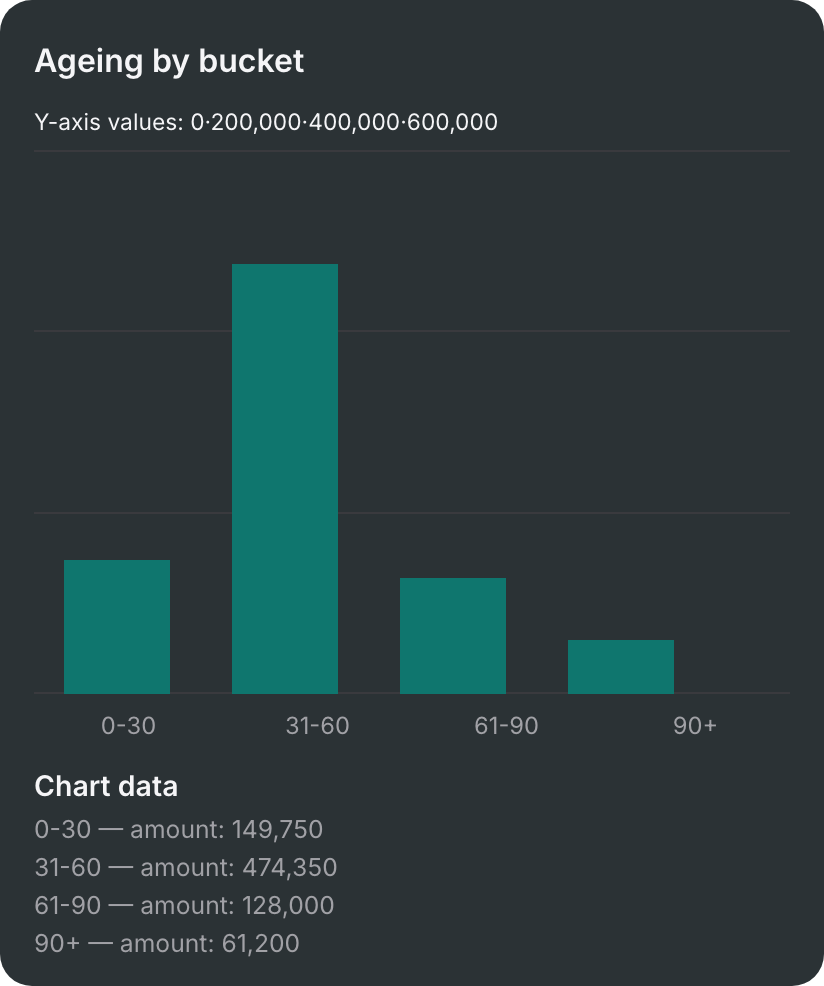 Ageing by bucket
Y-axis values: 0·200,000·400,000·600,000
0-30 31-60 61-90 90+
Chart data
0-30 — amount: 149,750
31-60 — amount: 474,350
61-90 — amount: 128,000
90+ — amount: 61,200